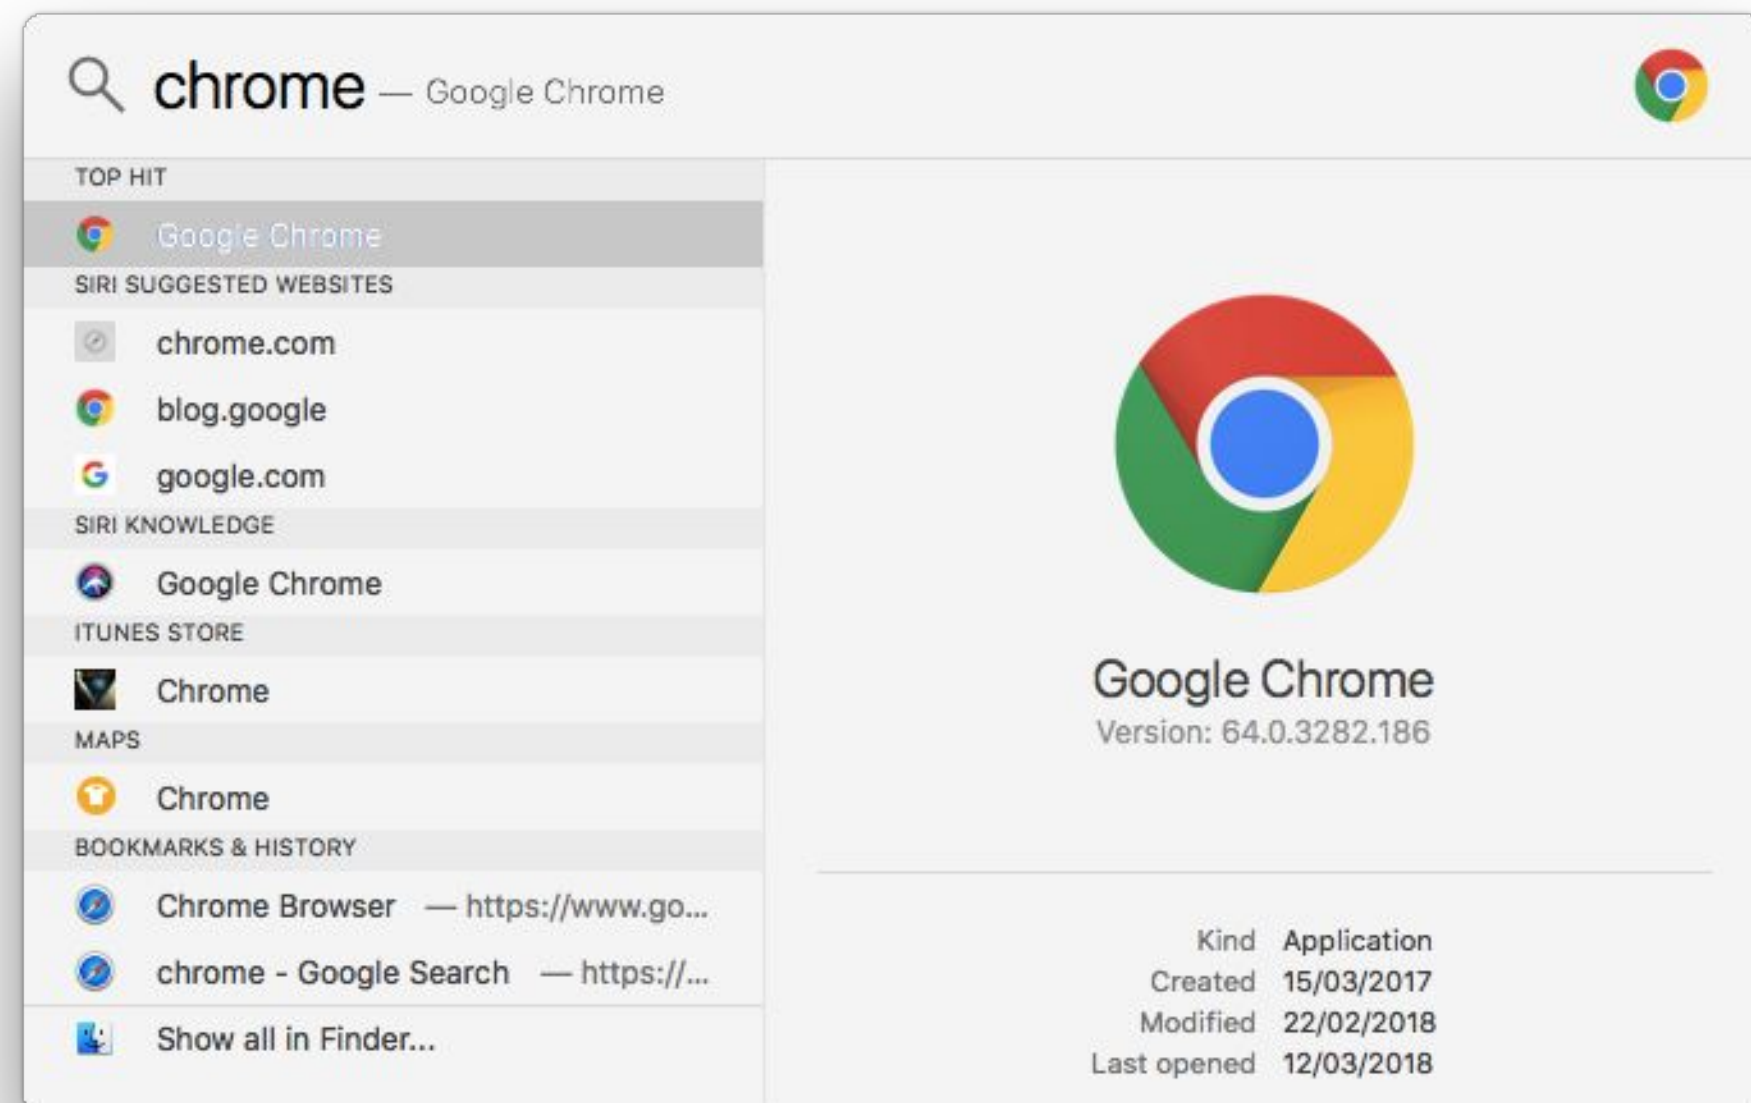 chrome — Google Chrome
TOP HIT
Google Chrome
SIRI SUGGESTED WEBSITES
chrome.com
blog.google
google.com
SIRI KNOWLEDGE
Google Chrome
ITUNES STORE
Chrome
MAPS
Chrome
BOOKMARKS & HISTORY
Chrome Browser — https://www.go...
chrome - Google Search — https://...
Show all in Finder...
Google Chrome
Version: 64.0.3282.186
Kind Application
Created 15/03/2017
Modified 22/02/2018
Last opened 12/03/2018